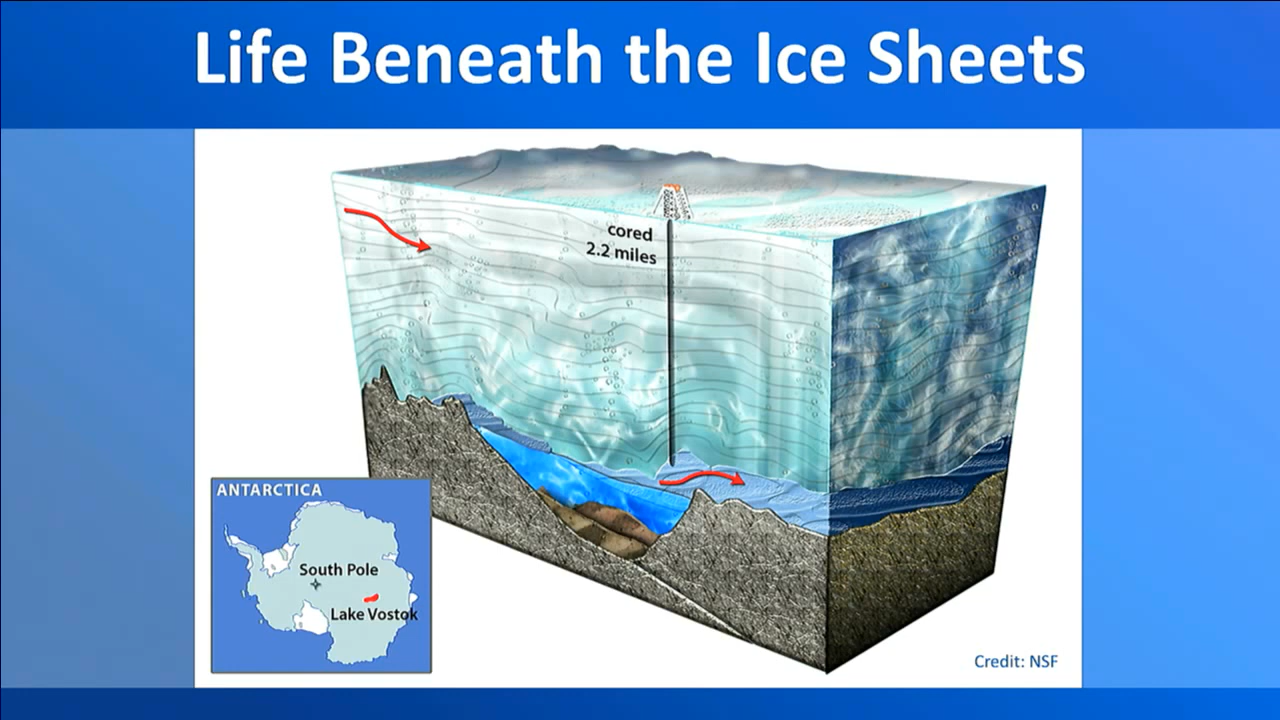 Life Beneath the Ice Sheets
cored
2.2 miles
ANTARCTICA
South Pole
Lake Vostok
Credit: NSF